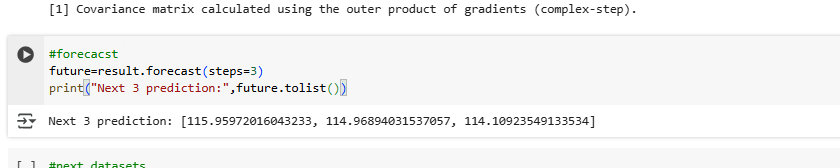 [1] Covariance matrix calculated using the outer product of gradients (complex-step).
#forecacst
future=result.forecast(steps=3)
print("Next 3 prediction:",future.tolist())
Next 3 prediction: [115.95972016043233, 114.96894031537057, 114.10923549133534]
[ ] #next datasets